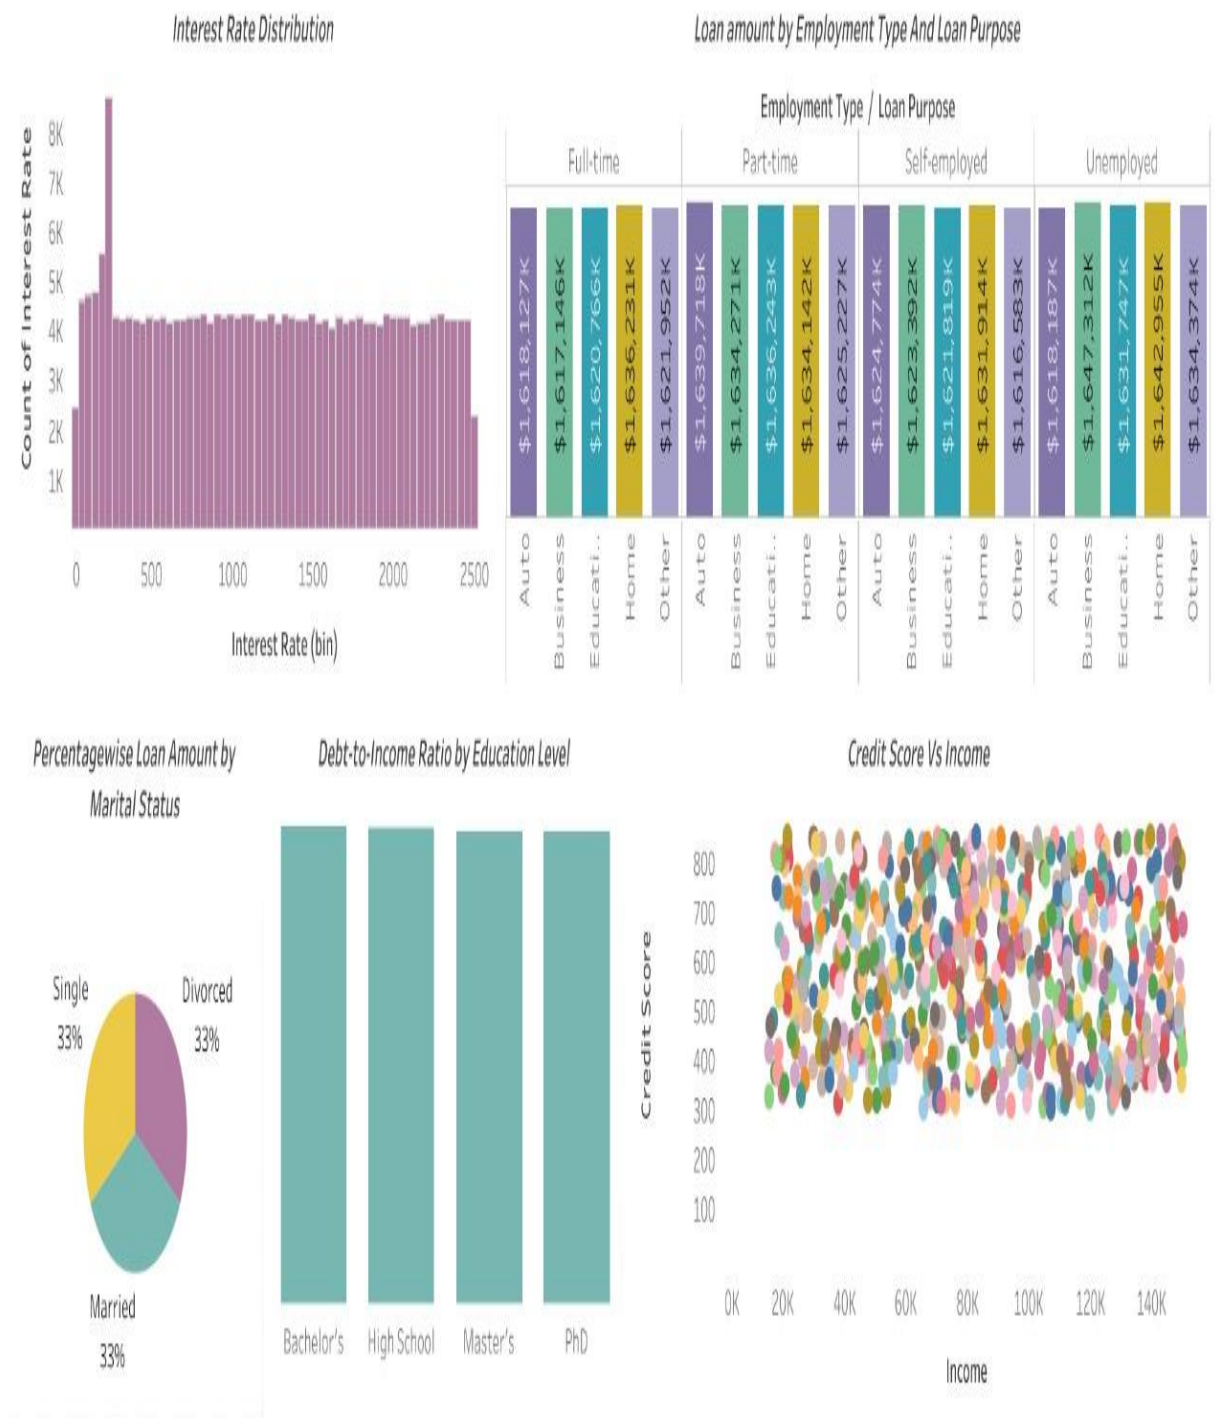 Interest Rate Distribution
Count of Interest Rate
8K
7K
6K
5K
4K
3K
2K
1K
0 500 1000 1500 2000 2500
Interest Rate (bin)
Loan amount by Employment Type And Loan Purpose
Employment Type / Loan Purpose
Full-time Part-time Self-employed Unemployed
$1,618,127K $1,617,146K $1,620,766K $1,636,231K $1,621,952K $1,639,718K $1,634,271K $1,636,243K $1,634,142K $1,625,227K $1,624,774K $1,623,392K $1,621,819K $1,631,914K $1,616,583K $1,618,187K $1,647,312K $1,631,747K $1,642,955K $1,634,374K
Auto Business Educati.. Home Other Auto Business Educati.. Home Other Auto Business Educati.. Home Other Auto Business Educati.. Home Other
Percentagewise Loan Amount by
Marital Status
Single
33%
Divorced
33%
Married
33%
Debt-to-Income Ratio by Education Level
Bachelor's High School Master's PhD
Credit Score Vs Income
Credit Score
800
700
600
500
400
300
200
100
0K 20K 40K 60K 80K 100K 120K 140K
Income